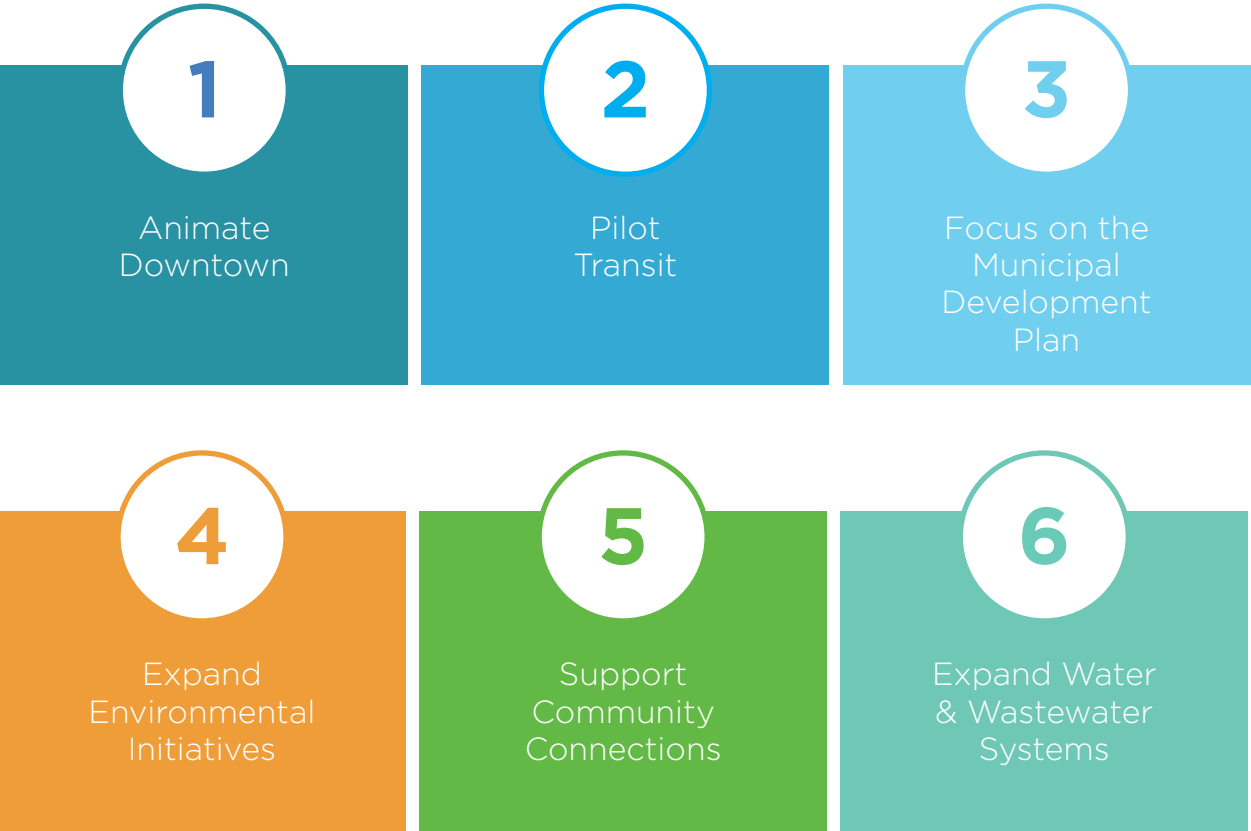 1
Animate
Downtown
2
Pilot
Transit
3
Focus on the
Municipal
Development
Plan
4
Expand
Environmental
Initiatives
5
Support
Community
Connections
6
Expand Water
& Wastewater
Systems